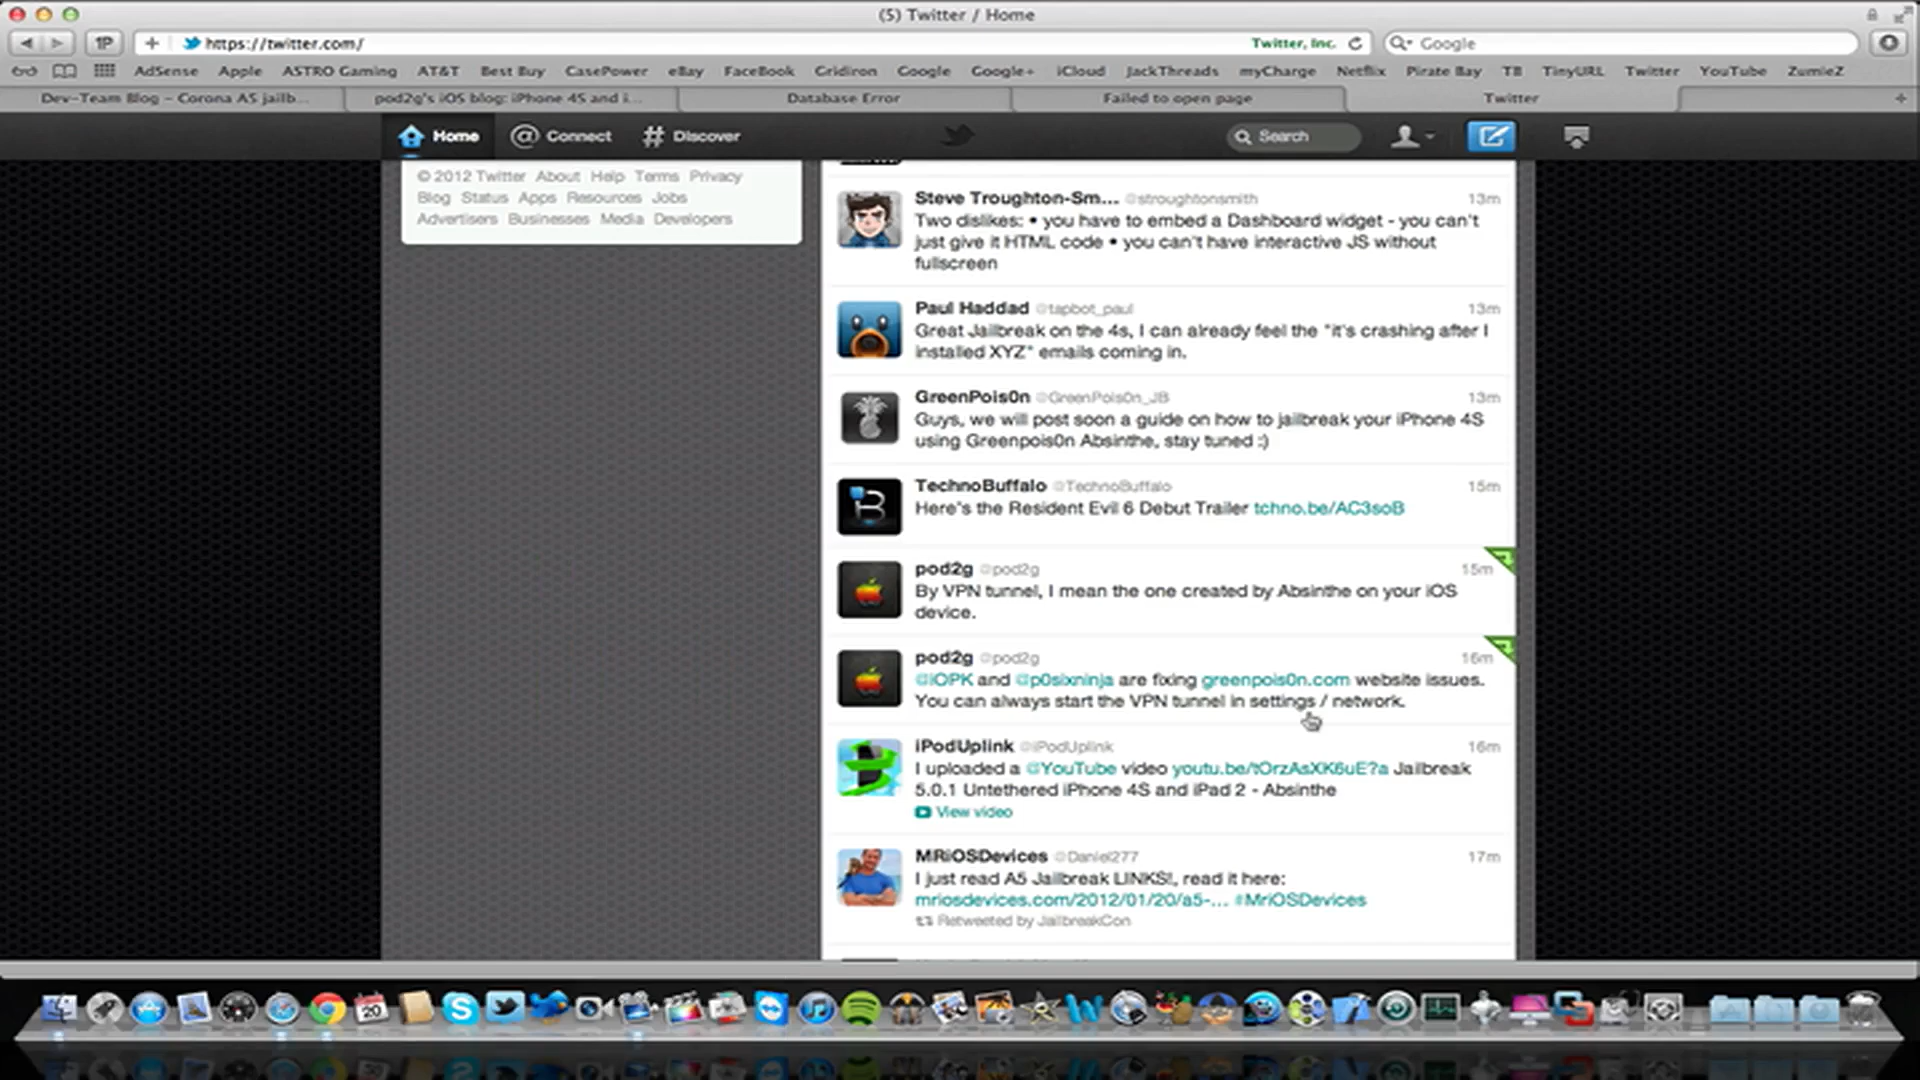 (5) Twitter / Home
1P
https://twitter.com/
Twitter, Inc.
Google
AdSense Apple ASTRO Gaming AT&T Best Buy CasePower eBay FaceBook Gridiron Google Google+ iCloud JackThreads myCharge Netflix Pirate Bay TB TinyURL Twitter YouTube ZumieZ
Dev-Team Blog - Corona A5 jailb...
pod2g's iOS blog: iPhone 4S and i...
Database Error
Failed to open page
Twitter
Home
Connect
Discover
Search
© 2012 Twitter About Help Terms Privacy
Blog Status Apps Resources Jobs
Advertisers Businesses Media Developers
Steve Troughton-Sm... @stroughtonsmith 13m
Two dislikes: • you have to embed a Dashboard widget - you can't
just give it HTML code • you can't have interactive JS without
fullscreen
Paul Haddad @tapbot_paul 13m
Great Jailbreak on the 4s, I can already feel the "it's crashing after I
installed XYZ" emails coming in.
GreenPois0n @GreenPois0n_JB 13m
Guys, we will post soon a guide on how to jailbreak your iPhone 4S
using Greenpois0n Absinthe, stay tuned :)
TechnoBuffalo @TechnoBuffalo 15m
Here"s the Resident Evil 6 Debut Trailer tchno.be/AC3soB
pod2g @pod2g 15m
By VPN tunnel, I mean the one created by Absinthe on your iOS
device.
pod2g @pod2g 16m
@iOPK and @p0sixninja are fixing greenpois0n.com website issues.
You can always start the VPN tunnel in settings / network.
iPodUplink @iPodUplink 16m
I uploaded a @YouTube video youtu.be/tOrzAsXK6uE?a Jailbreak
5.0.1 Untethered iPhone 4S and iPad 2 - Absinthe
View video
MRiOSDevices @Daniel277 17m
I just read A5 Jailbreak LINKS!, read it here:
mriosdevices.com/2012/01/20/a5-... #MriOSDevices
Retweeted by JailbreakCon
20